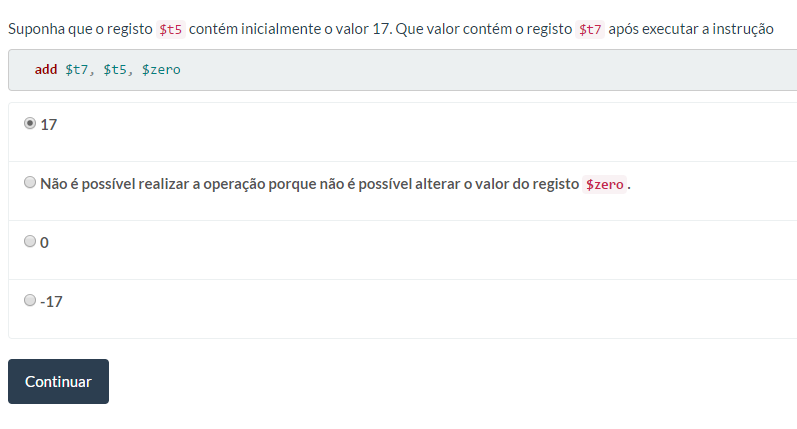 Suponha que o registo $t5 contém inicialmente o valor 17. Que valor contém o registo $t7 após executar a instrução
add $t7, $t5, $zero
17
Não é possível realizar a operação porque não é possível alterar o valor do registo $zero.
0
-17
Continuar